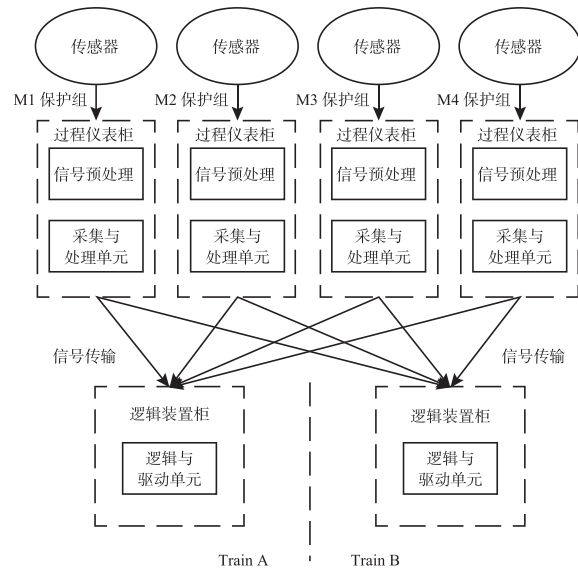 传感器
传感器
传感器
传感器
M1 保护组
M2 保护组
M3 保护组
M4 保护组
过程仪表柜
过程仪表柜
过程仪表柜
过程仪表柜
信号预处理
信号预处理
信号预处理
信号预处理
采集与
处理单元
采集与
处理单元
采集与
处理单元
采集与
处理单元
信号传输
信号传输
逻辑装置柜
逻辑装置柜
逻辑与
驱动单元
逻辑与
驱动单元
Train A
Train B